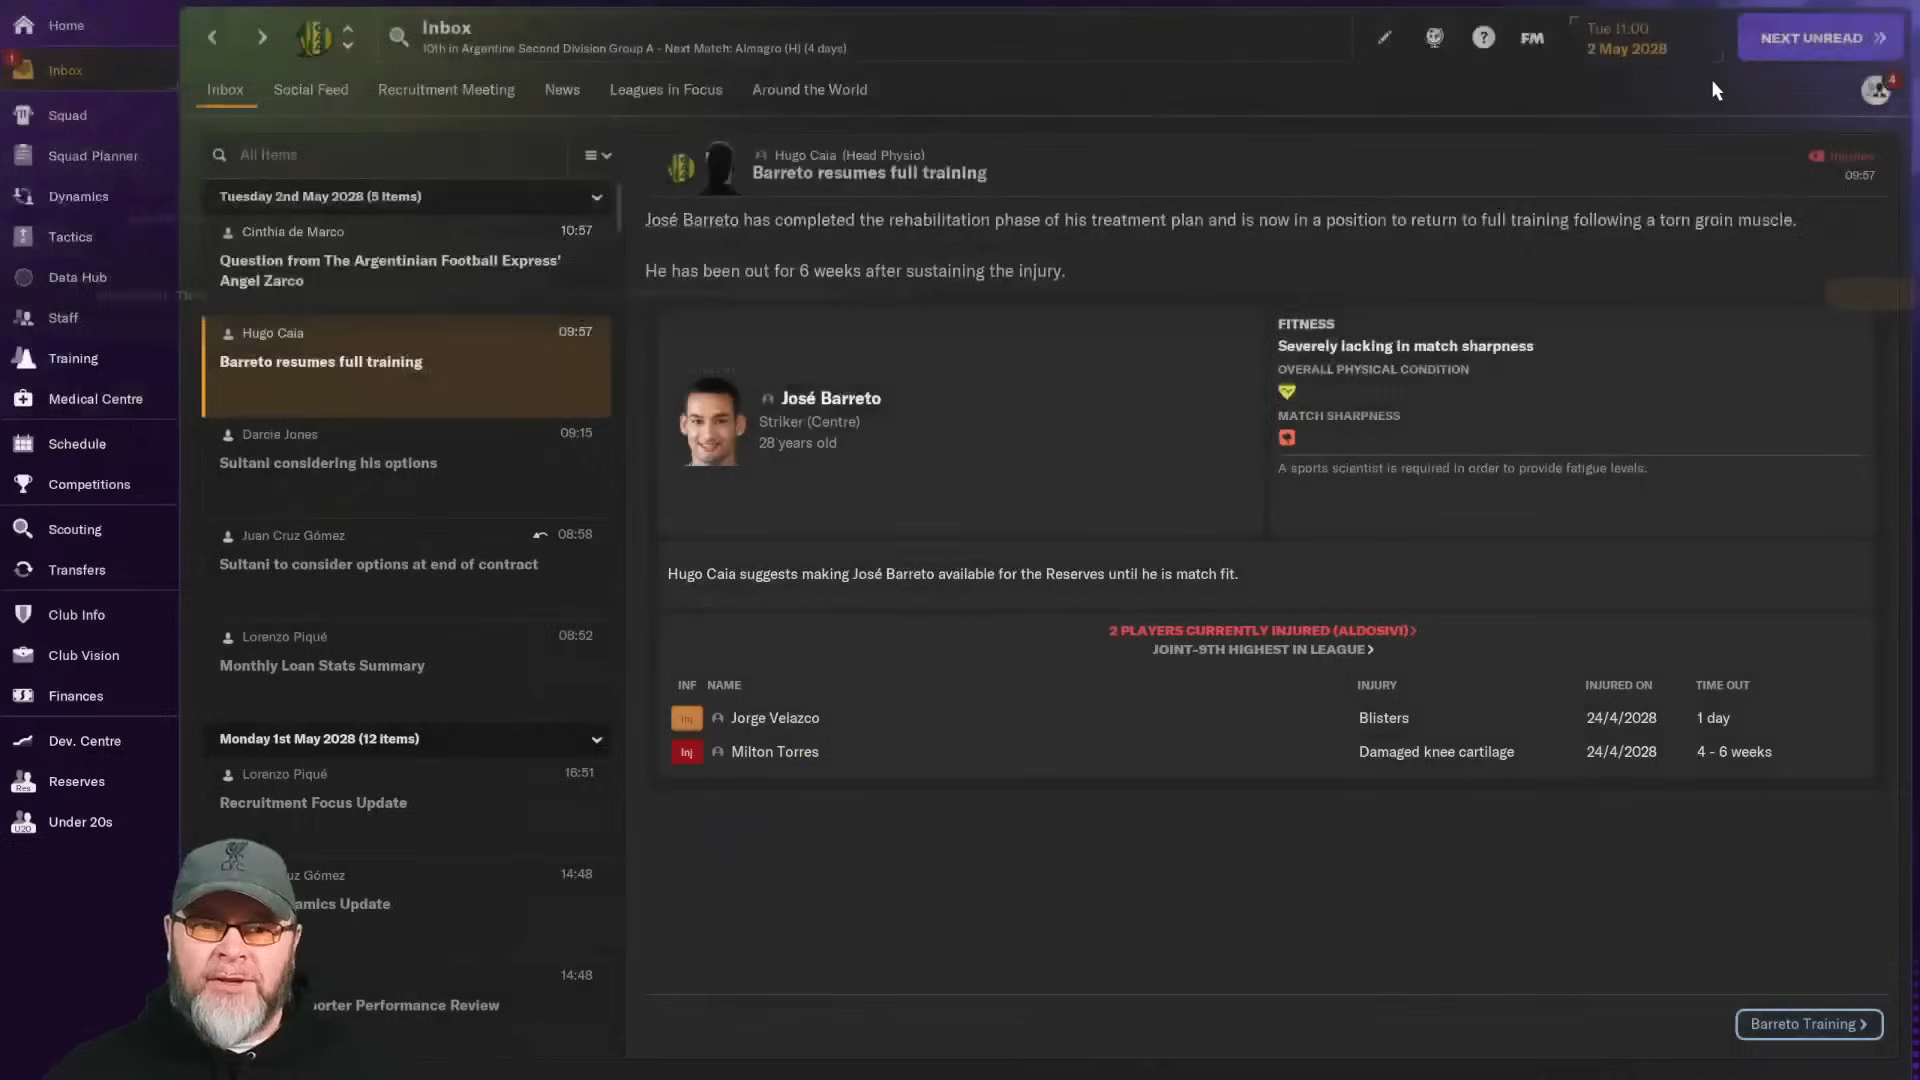 Home
Inbox
1
Squad
Squad Planner
Dynamics
Tactics
Data Hub
Staff
Training
Medical Centre
Schedule
Competitions
Scouting
Transfers
Club Info
Club Vision
Finances
Dev. Centre
Reserves
Res
Under 20s
U20
Inbox
10th in Argentine Second Division Group A - Next Match: Almagro (H) (4 days)
?
FM
Tue 11:00
2 May 2028
NEXT UNREAD
4
Inbox
Social Feed
Recruitment Meeting
News
Leagues in Focus
Around the World
All Items
Tuesday 2nd May 2028 (5 Items)
Cinthia de Marco
10:57
Question from The Argentinian Football Express'
Angel Zarco
Hugo Caia
09:57
Barreto resumes full training
Darcie Jones
09:15
Sultani considering his options
Juan Cruz Gómez
08:58
Sultani to consider options at end of contract
Lorenzo Piqué
08:52
Monthly Loan Stats Summary
Monday 1st May 2028 (12 items)
Lorenzo Piqué
16:51
Recruitment Focus Update
uz Gómez
14:48
amics Update
14:48
orter Performance Review
Hugo Caia (Head Physio)
Barreto resumes full training
Injuries
09:57
José Barreto has completed the rehabilitation phase of his treatment plan and is now in a position to return to full training following a torn groin muscle.
He has been out for 6 weeks after sustaining the injury.
José Barreto
Striker (Centre)
28 years old
FITNESS
Severely lacking in match sharpness
OVERALL PHYSICAL CONDITION
MATCH SHARPNESS
A sports scientist is required in order to provide fatigue levels.
Hugo Caia suggests making José Barreto available for the Reserves until he is match fit.
2 PLAYERS CURRENTLY INJURED (ALDOSIVI)
JOINT-9TH HIGHEST IN LEAGUE
INF NAME INJURY INJURED ON TIME OUT
Inj Jorge Velazco Blisters 24/4/2028 1 day
Inj Milton Torres Damaged knee cartilage 24/4/2028 4 - 6 weeks
Barreto Training